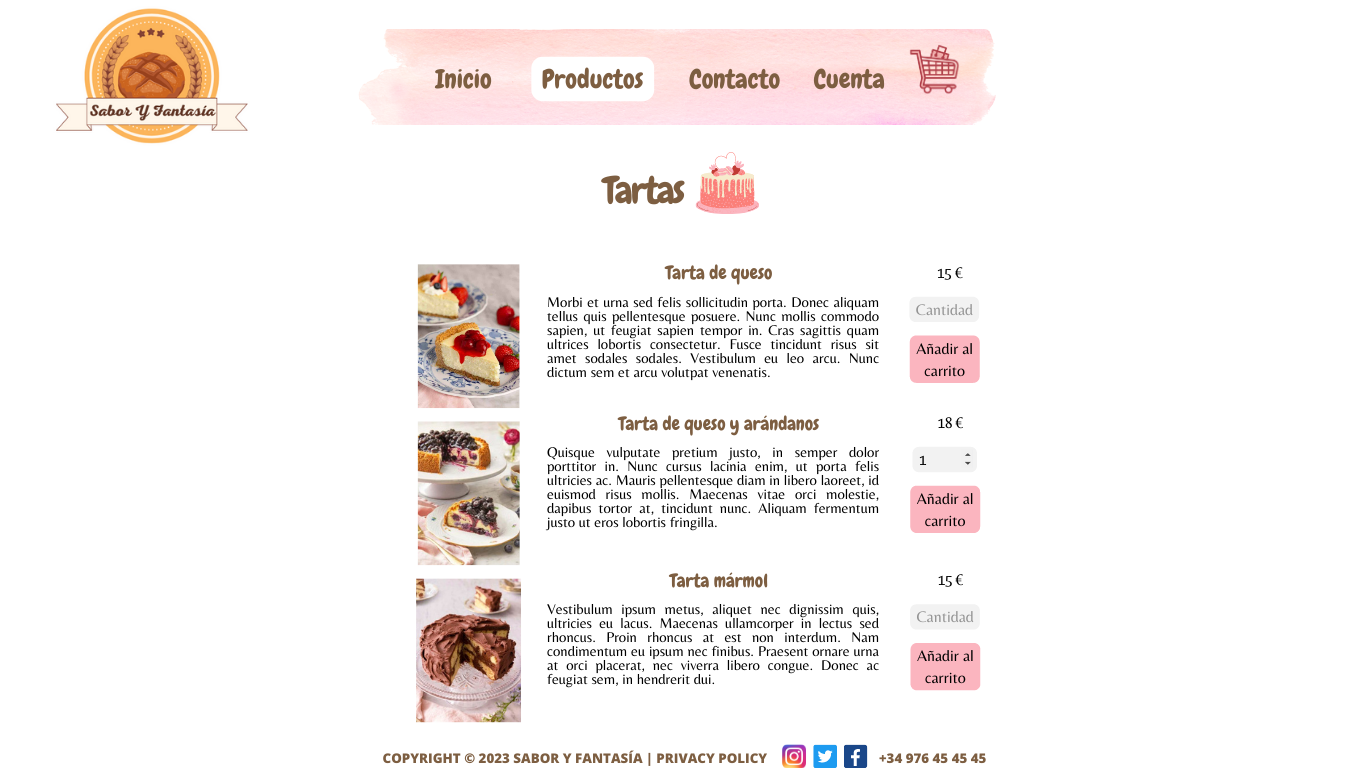 Sabor Y Fantasía
Inicio
Productos
Contacto
Cuenta
Tartas
Tarta de queso
Morbi et urna sed felis sollicitudin porta. Donec aliquam
tellus quis pellentesque posuere. Nunc mollis commodo
sapien, ut feugiat sapien tempor in. Cras sagittis quam
ultrices lobortis consectetur. Fusce tincidunt risus sit
amet sodales sodales. Vestibulum eu leo arcu. Nunc
dictum sem et arcu volutpat venenatis.
15 €
Cantidad
Añadir al
carrito
Tarta de queso y arándanos
Quisque vulputate pretium justo, in semper dolor
porttitor in. Nunc cursus lacinia enim, ut porta felis
ultricies ac. Mauris pellentesque diam in libero laoreet, id
euismod risus mollis. Maecenas vitae orci molestie,
dapibus tortor at, tincidunt nunc. Aliquam fermentum
justo ut eros lobortis fringilla.
18 €
1
Añadir al
carrito
Tarta mármol
Vestibulum ipsum metus, aliquet nec dignissim quis,
ultricies eu lacus. Maecenas ullamcorper in lectus sed
rhoncus. Proin rhoncus at est non interdum. Nam
condimentum eu ipsum nec finibus. Praesent ornare urna
at orci placerat, nec viverra libero congue. Donec ac
feugiat sem, in hendrerit dui.
15 €
Cantidad
Añadir al
carrito
COPYRIGHT © 2023 SABOR Y FANTASÍA | PRIVACY POLICY
+34 976 45 45 45